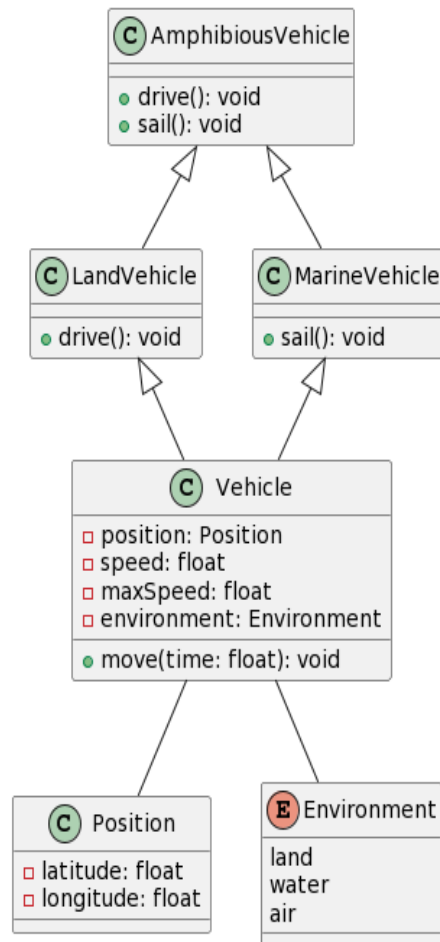 C AmphibiousVehicle
drive(): void
sail(): void
C LandVehicle
drive(): void
C MarineVehicle
sail(): void
C Vehicle
position: Position
speed: float
maxSpeed: float
environment: Environment
move(time: float): void
C Position
latitude: float
longitude: float
E Environment
land
water
air